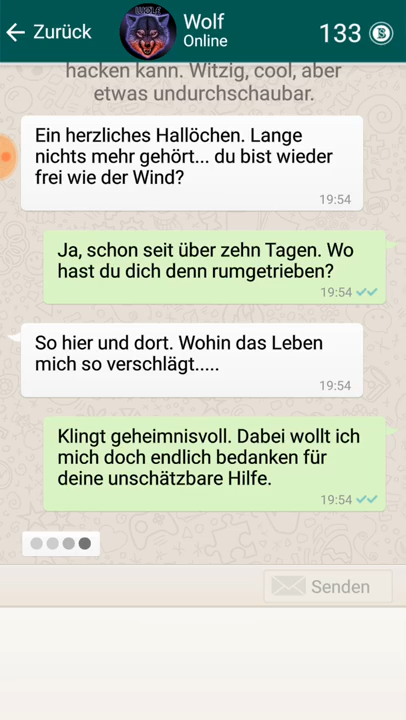 Zurück
Wolf
Online
133
hacken kann. Witzig, cool, aber
etwas undurchschaubar.
Ein herzliches Hallöchen. Lange
nichts mehr gehört... du bist wieder
frei wie der Wind?
19:54
Ja, schon seit über zehn Tagen. Wo
hast du dich denn rumgetrieben?
19:54
So hier und dort. Wohin das Leben
mich so verschlägt.....
19:54
Klingt geheimnisvoll. Dabei wollt ich
mich doch endlich bedanken für
deine unschätzbare Hilfe.
19:54
Senden